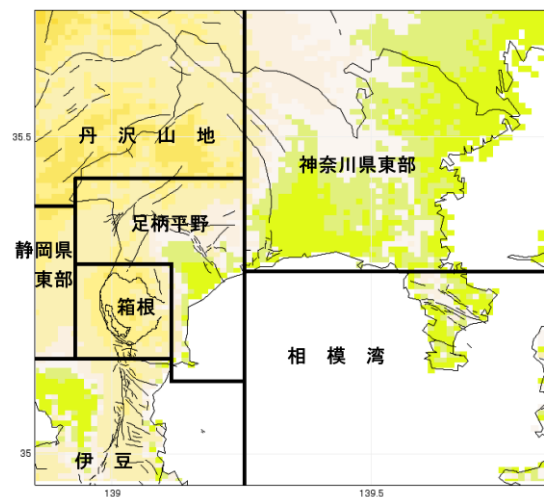 35.5
丹沢山地
神奈川県東部
足柄平野
静岡県
東部
箱根
相模湾
35
伊豆
139
139.5